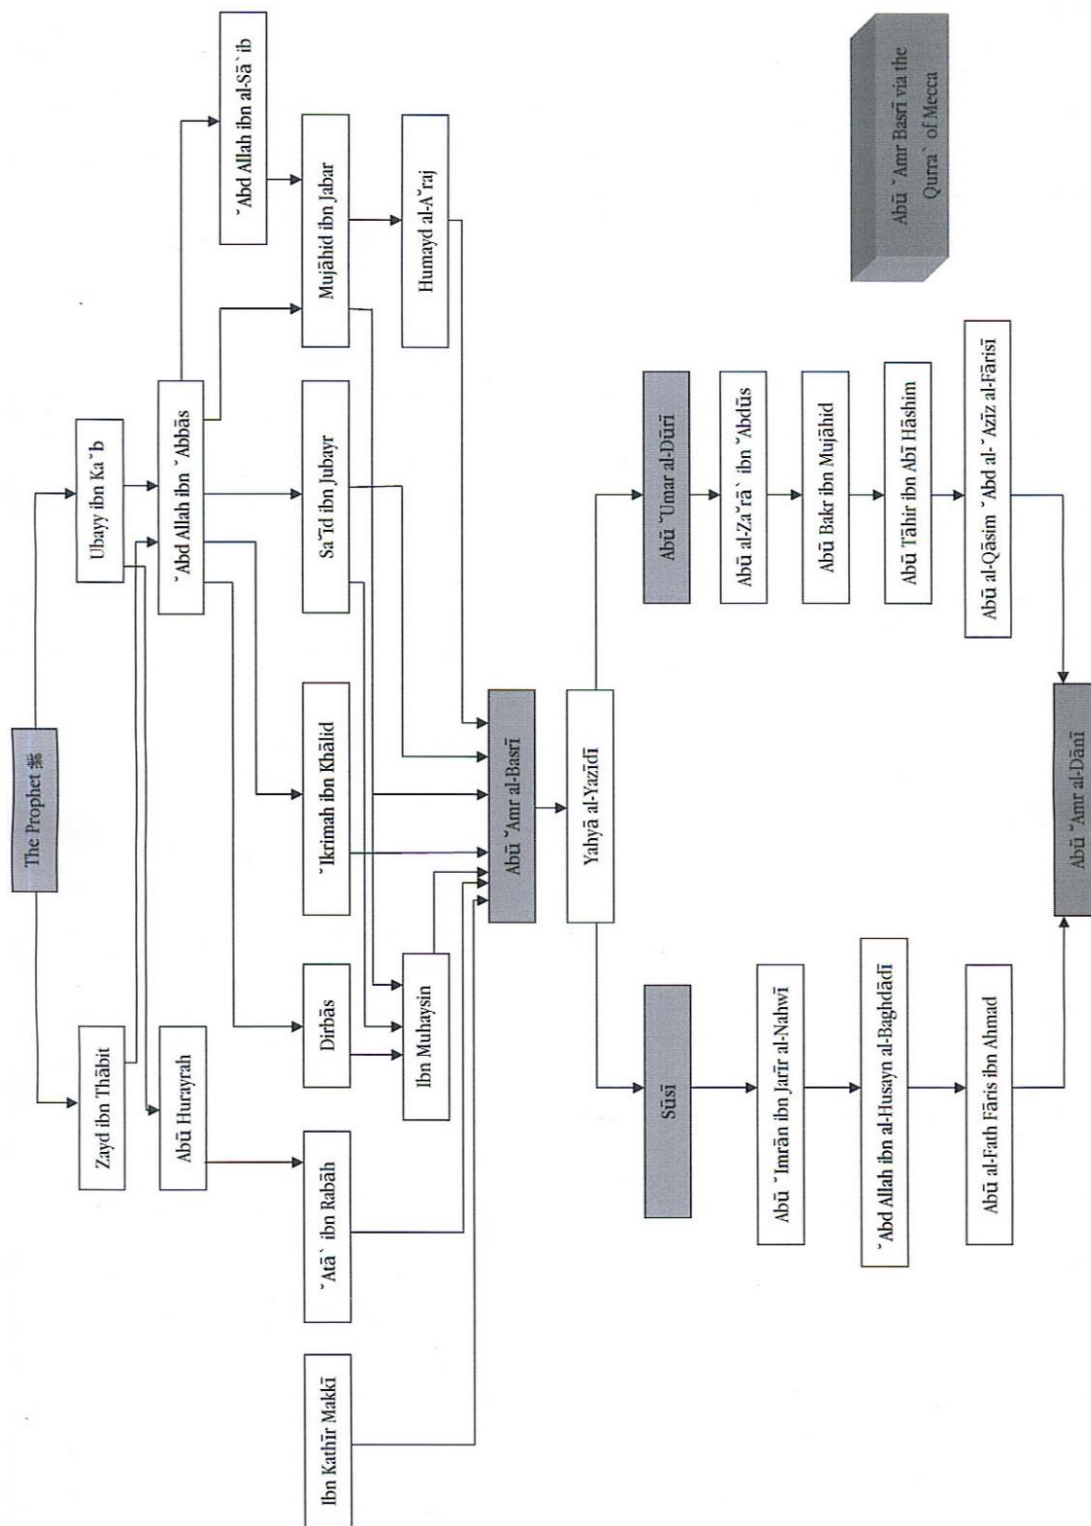 The Prophet ﷺ
Zayd ibn Thābit
Ubayy ibn Ka˘b
Abū Hurayrah
˘Abd Allah ibn ˘Abbās
˘Abd Allah ibn al-Sā`ib
Ibn Kathīr Makkī
˘Atā` ibn Rabāh
Dirbās
˘Ikrimah ibn Khālid
Sa˘īd ibn Jubayr
Mujāhid ibn Jabar
Ibn Muhaysin
Humayd al-A˘raj
Abū ˘Amr al-Basrī
Yahyā al-Yazīdī
Sūsī
Abū ˘Umar al-Dūrī
Abū ˘Imrān ibn Jarīr al-Nahwī
Abū al-Za˘rā` ibn ˘Abdūs
˘Abd Allah ibn al-Husayn al-Baghdādī
Abū Bakr ibn Mujāhid
Abū Tāhir ibn Abī Hāshim
Abū al-Fath Fāris ibn Ahmad
Abū al-Qāsim ˘Abd al-˘Azīz al-Fārisī
Abū ˘Amr al-Dānī
Abū ˘Amr Basrī via the
Qurra` of Mecca